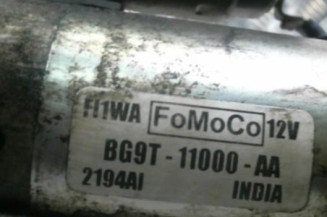 FI1WA FoMoCo 12V
BG9T - 11000 - AA
2194AI INDIA